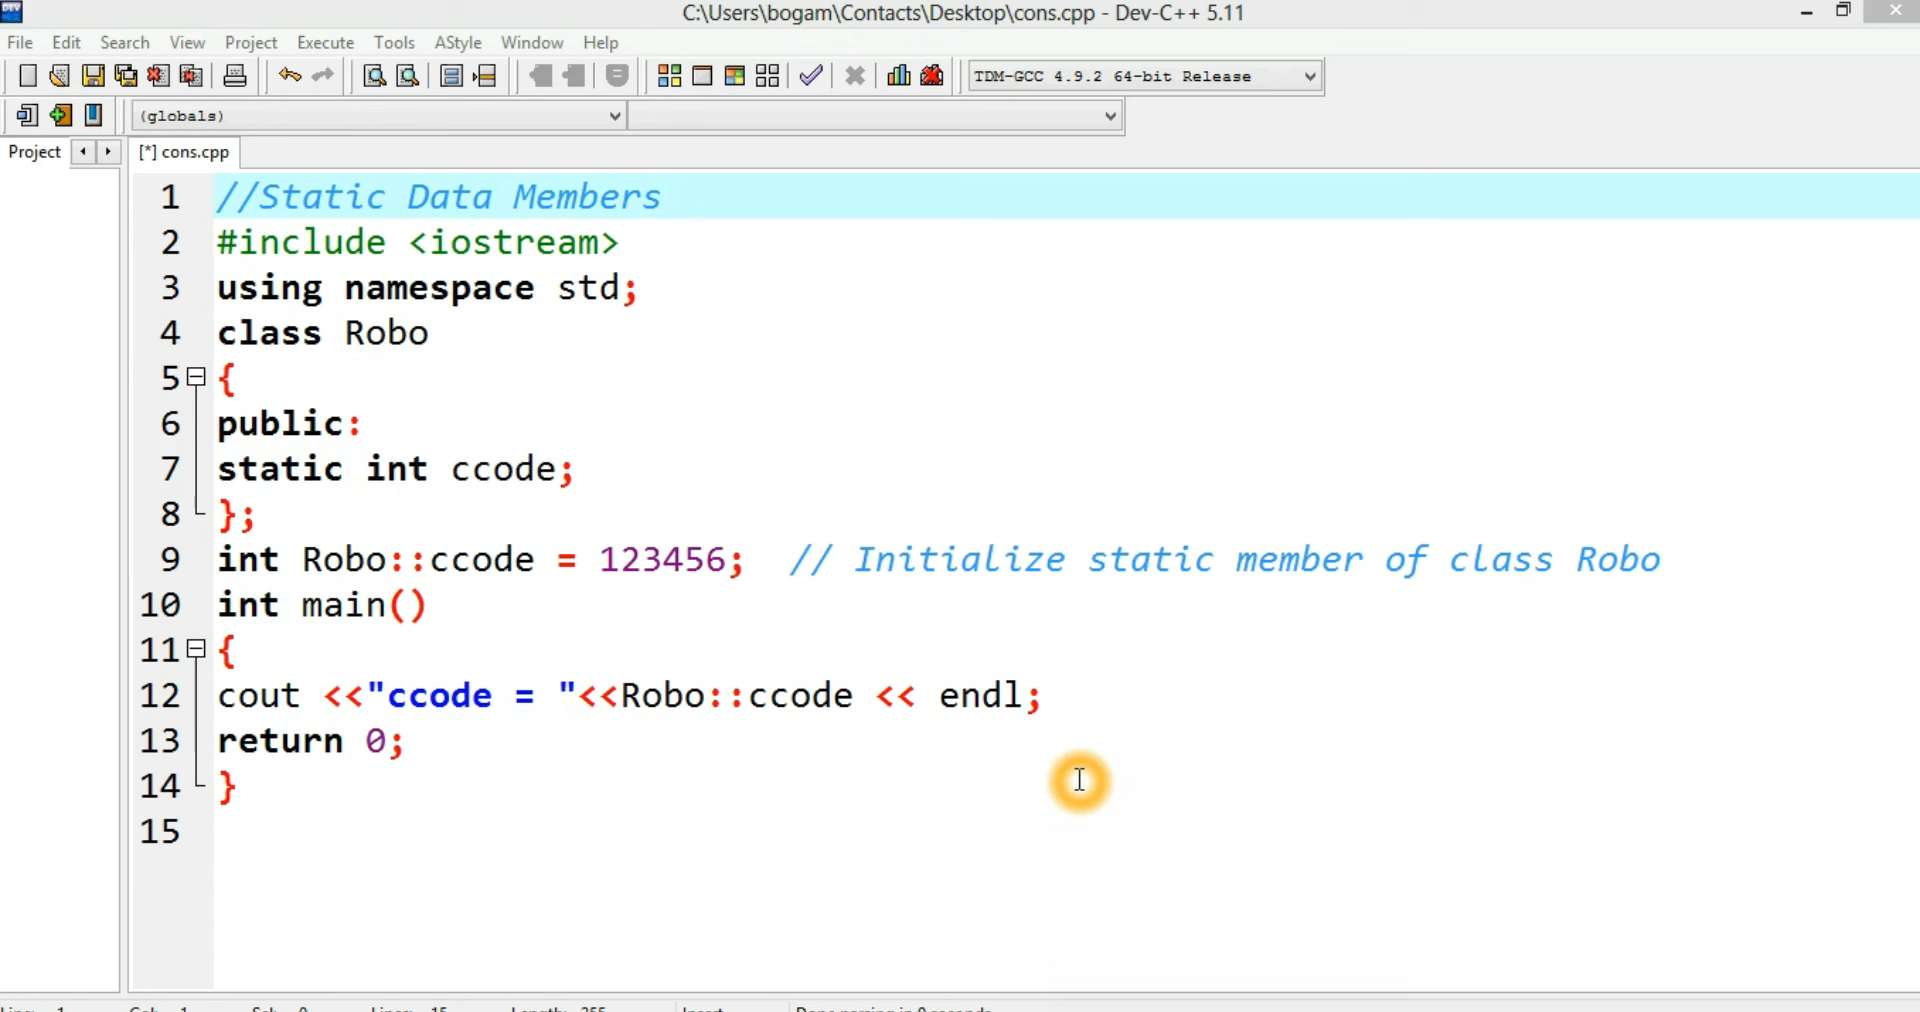 C:\Users\bogam\Contacts\Desktop\cons.cpp - Dev-C++ 5.11
File Edit Search View Project Execute Tools AStyle Window Help
TDM-GCC 4.9.2 64-bit Release
(globals)
Project [*] cons.cpp
1 //Static Data Members
2 #include <iostream>
3 using namespace std;
4 class Robo
5 {
6 public:
7 static int ccode;
8 };
9 int Robo::ccode = 123456; // Initialize static member of class Robo
10 int main()
11 {
12 cout <<"ccode = "<<Robo::ccode << endl;
13 return 0;
14 }
15